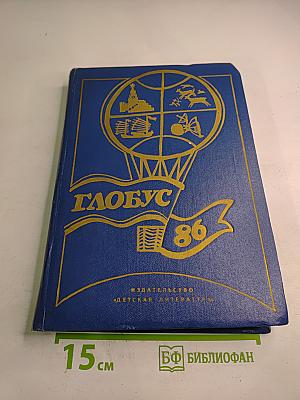 ГЛОБУС
86
ИЗДАТЕЛЬСТВО
«ДЕТСКАЯ ЛИТЕРАТУРА»
15 см
БФ БИБЛИОФАН